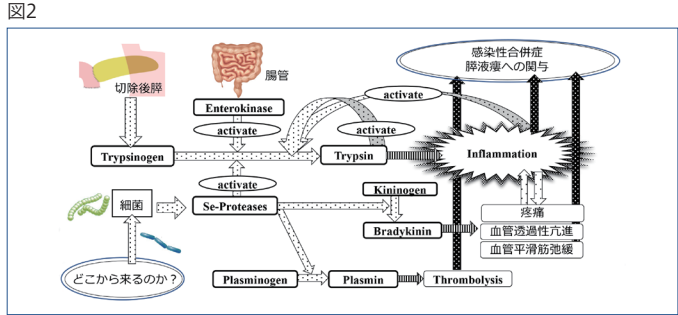 図2
感染性合併症
膵液瘻への関与
腸管
切除後膵
activate
Enterokinase
activate
activate
Trypsinogen
Trypsin
Inflammation
activate
Kininogen
細菌
Se-Proteases
疼痛
Bradykinin
血管透過性亢進
血管平滑筋弛緩
どこから来るのか？
Plasminogen
Plasmin
Thrombolysis